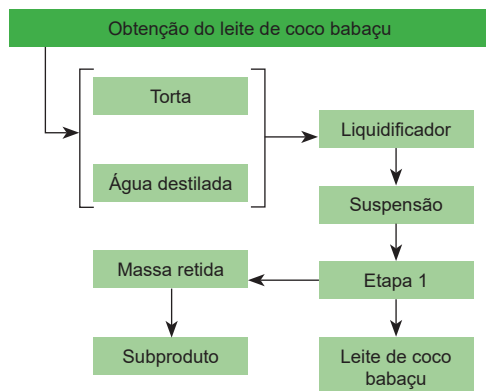 Obtenção do leite de coco babaçu
Torta
Água destilada
Liquidificador
Suspensão
Etapa 1
Massa retida
Subproduto
Leite de coco
babaçu